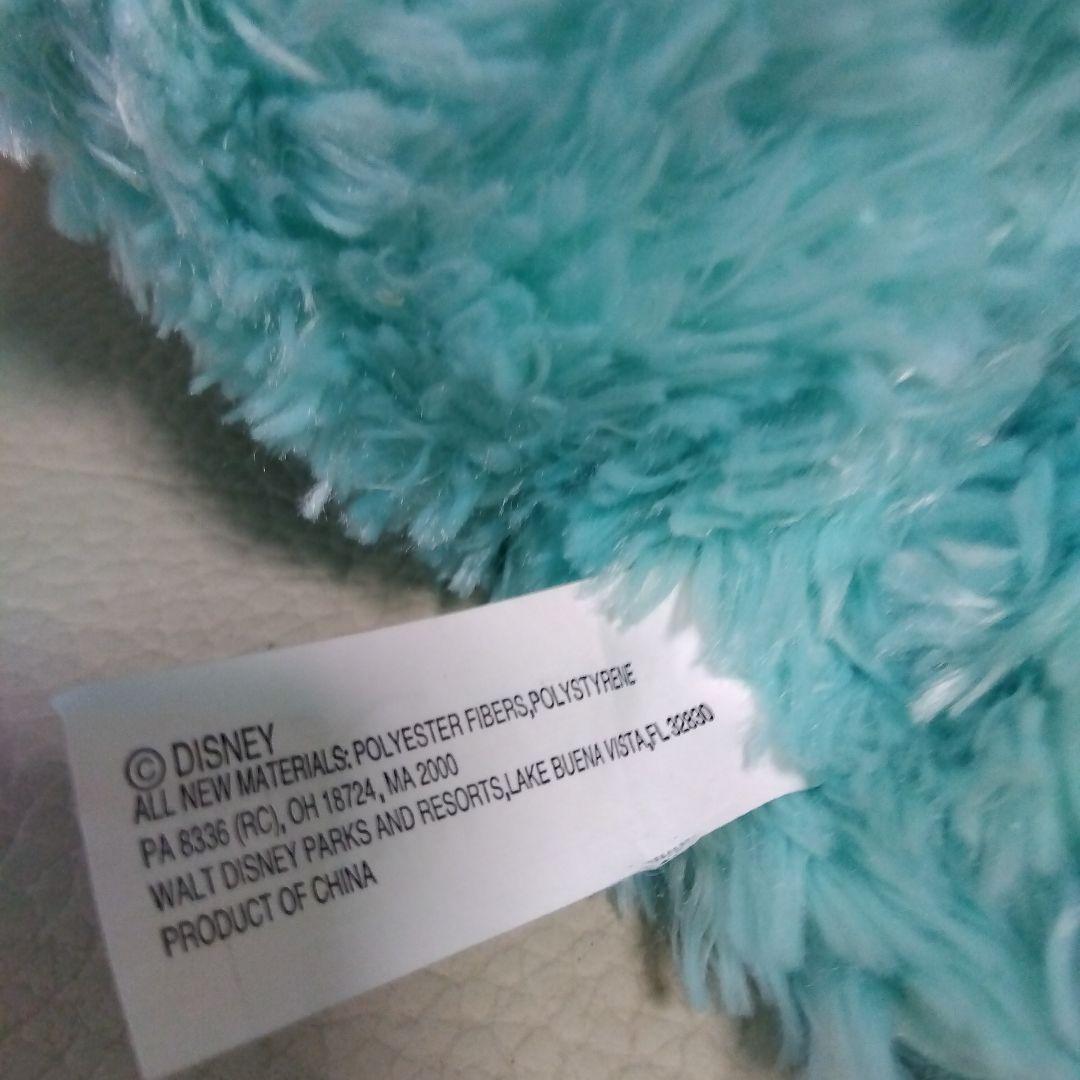 © DISNEY
ALL NEW MATERIALS: POLYESTER FIBERS,POLYSTYRENE
PA 8336 (RC), OH 18724, MA 2000
WALT DISNEY PARKS AND RESORTS,LAKE BUENA VISTA,FL 32830
PRODUCT OF CHINA